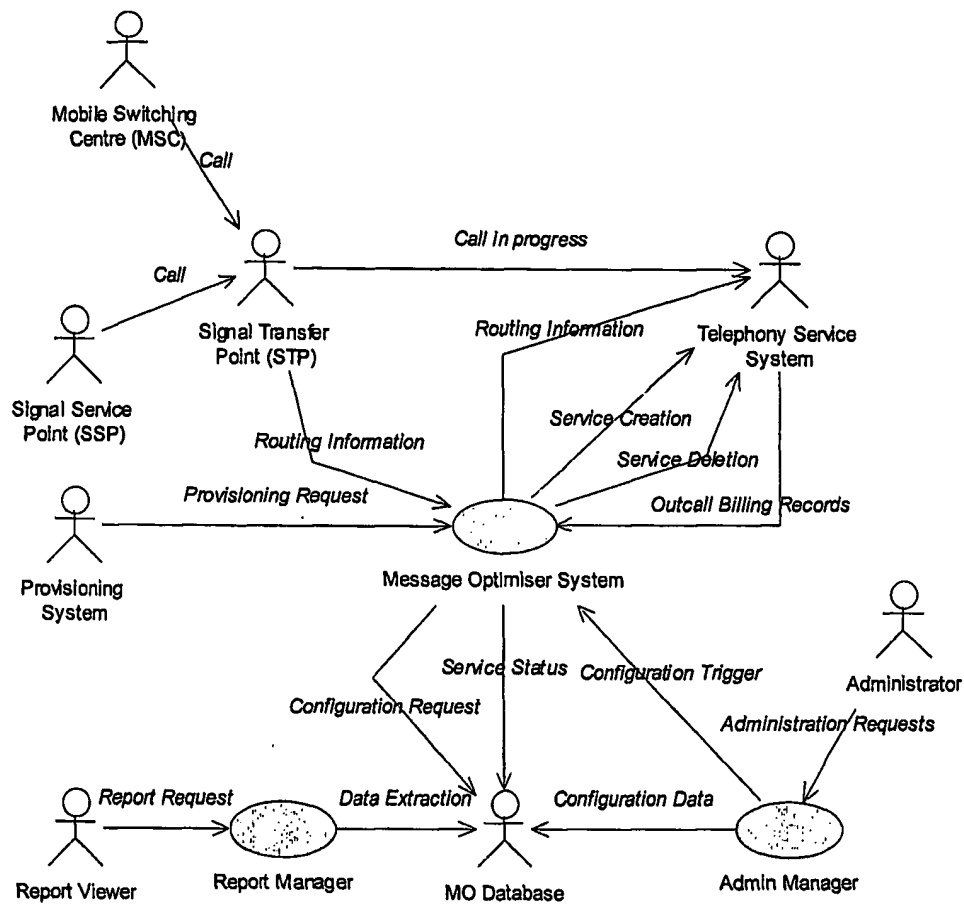 Mobile Switching
Centre (MSC)
Call
Call in progress
Call
Signal Transfer
Point (STP)
Routing Information
Telephony Service
System
Signal Service
Point (SSP)
Service Creation
Routing Information
Service Deletion
Provisioning Request
Outcall Billing Records
Provisioning
System
Message Optimiser System
Service Status
Configuration Trigger
Administrator
Configuration Request
Administration Requests
Report Request
Data Extraction
Configuration Data
Report Viewer
Report Manager
MO Database
Admin Manager